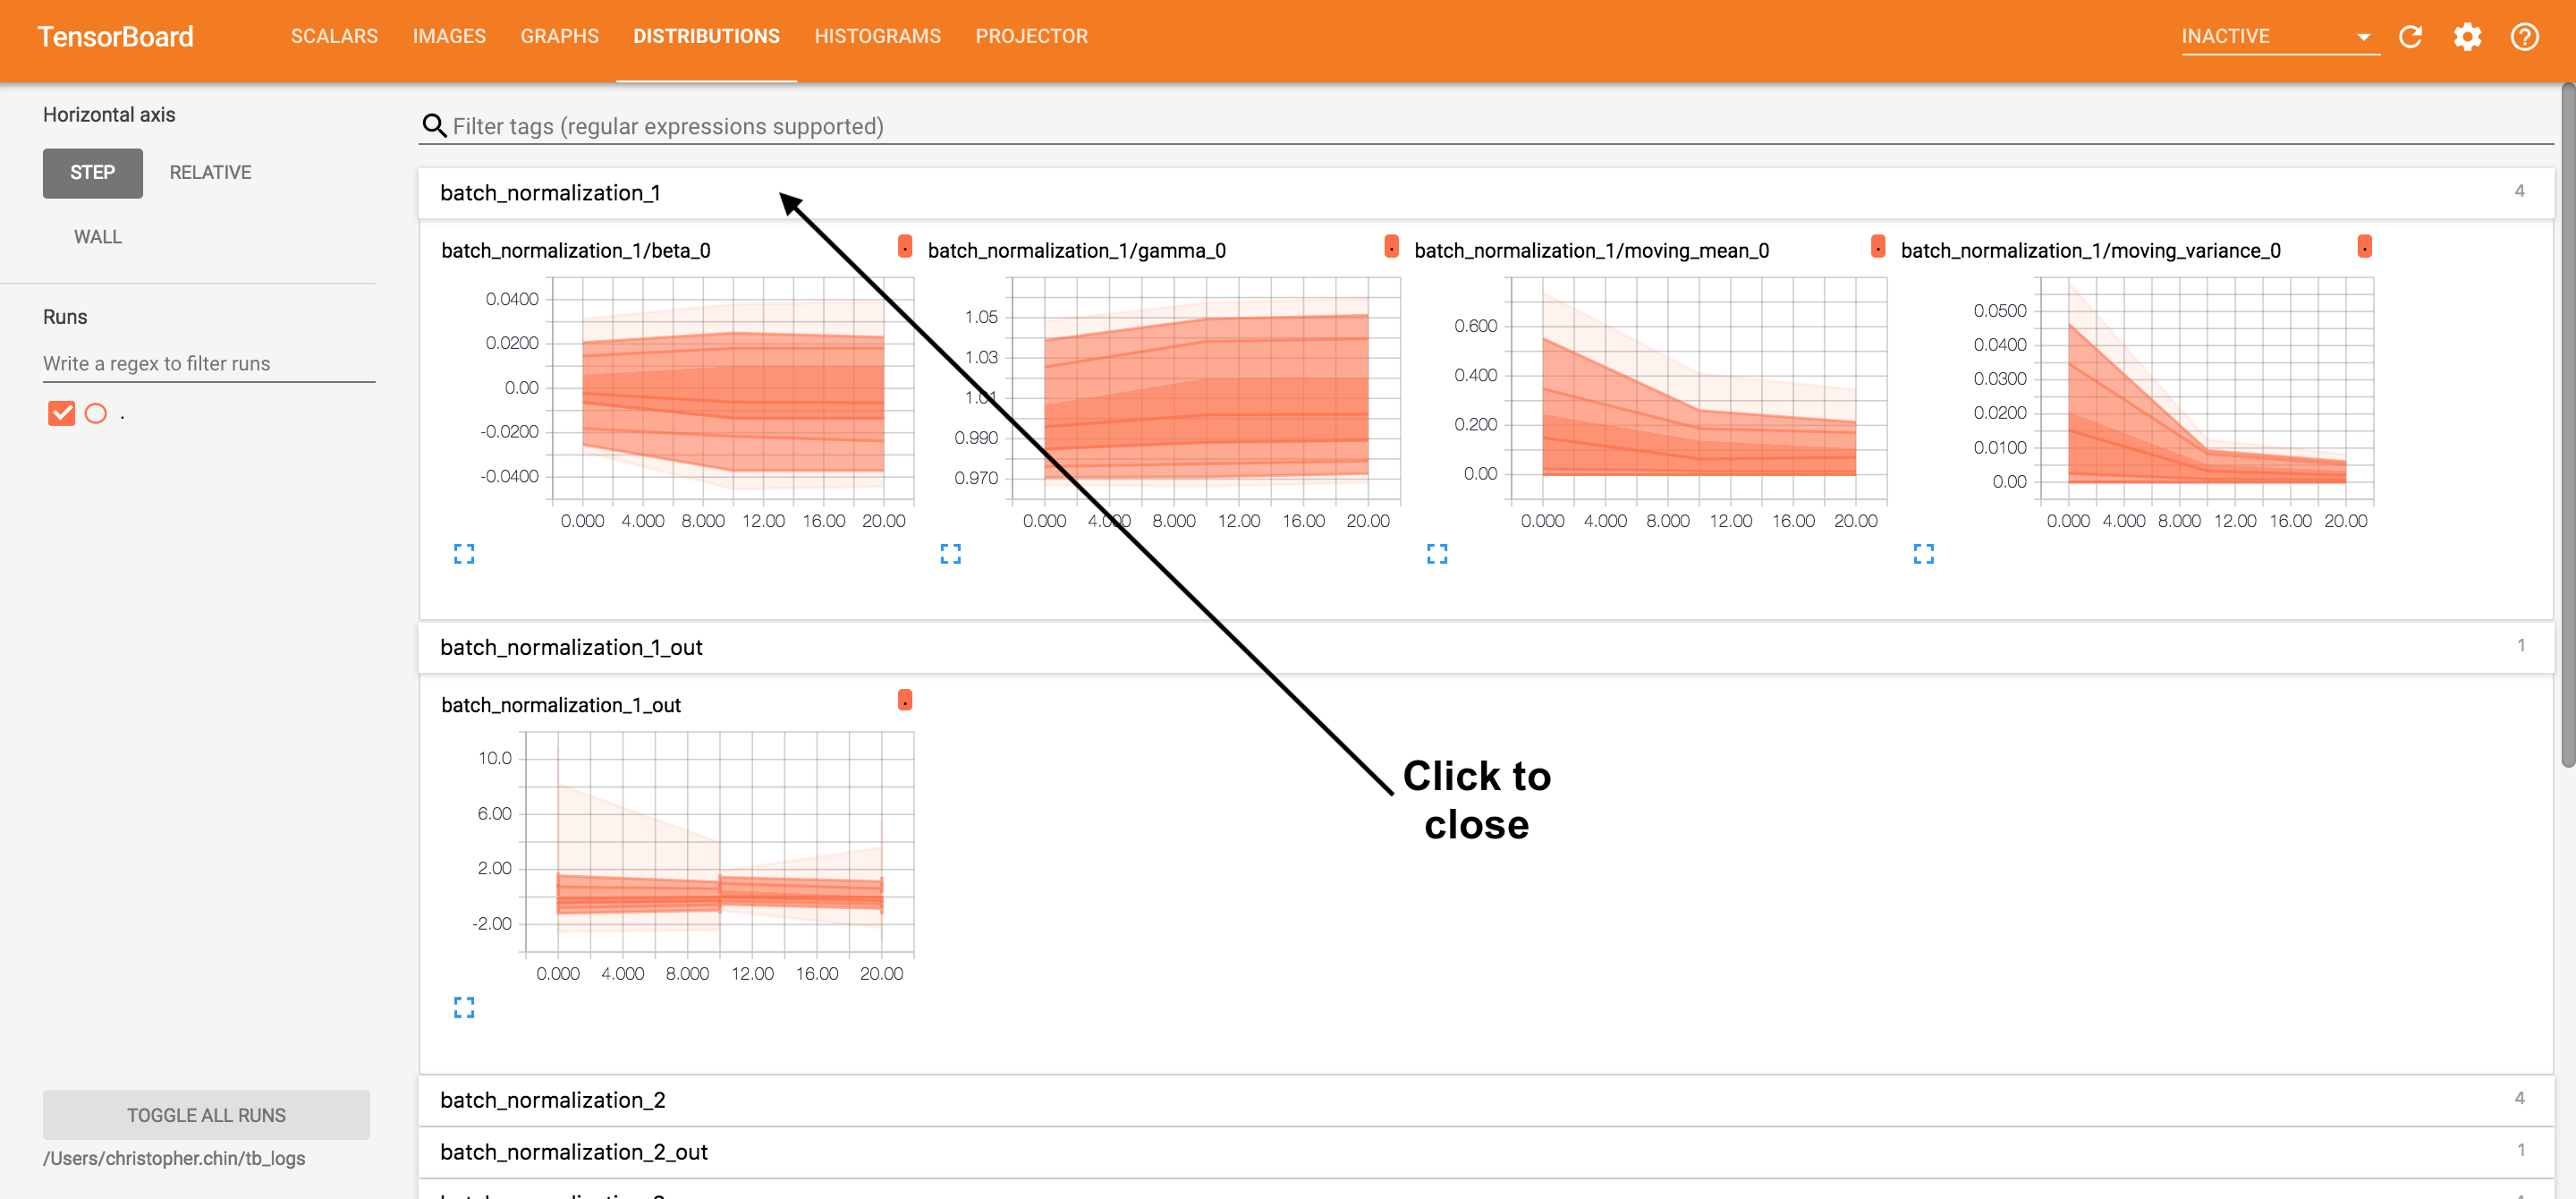 TensorBoard SCALARS IMAGES GRAPHS DISTRIBUTIONS HISTOGRAMS PROJECTOR INACTIVE
Horizontal axis
STEP RELATIVE
WALL
Runs
Write a regex to filter runs
.
TOGGLE ALL RUNS
/Users/christopher.chin/tb_logs
Filter tags (regular expressions supported)
batch_normalization_1 4
batch_normalization_1/beta_0 .
0.0400
0.0200
0.00
-0.0200
-0.0400
0.000 4.000 8.000 12.00 16.00 20.00
batch_normalization_1/gamma_0 .
1.05
1.03
1.01
0.990
0.970
0.000 4.000 8.000 12.00 16.00 20.00
batch_normalization_1/moving_mean_0 .
0.600
0.400
0.200
0.00
0.000 4.000 8.000 12.00 16.00 20.00
batch_normalization_1/moving_variance_0 .
0.0500
0.0400
0.0300
0.0200
0.0100
0.00
0.000 4.000 8.000 12.00 16.00 20.00
batch_normalization_1_out 1
batch_normalization_1_out .
10.0
6.00
2.00
-2.00
0.000 4.000 8.000 12.00 16.00 20.00
Click to
close
batch_normalization_2 4
batch_normalization_2_out 1